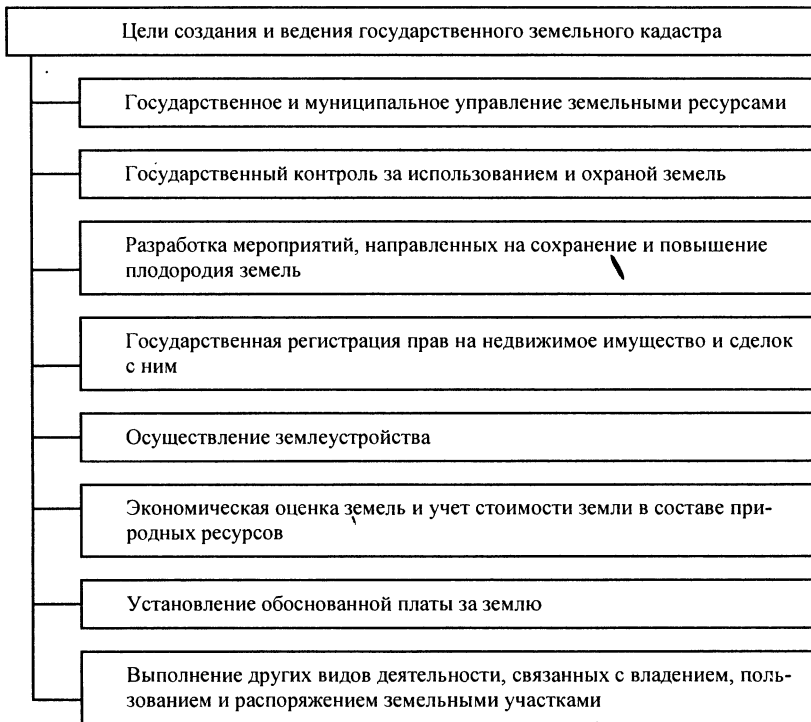 Цели создания и ведения государственного земельного кадастра
Государственное и муниципальное управление земельными ресурсами
Государственный контроль за использованием и охраной земель
Разработка мероприятий, направленных на сохранение и повышение
плодородия земель
Государственная регистрация прав на недвижимое имущество и сделок
с ним
Осуществление землеустройства
Экономическая оценка земель и учет стоимости земли в составе при-
родных ресурсов
Установление обоснованной платы за землю
Выполнение других видов деятельности, связанных с владением, поль-
зованием и распоряжением земельными участками